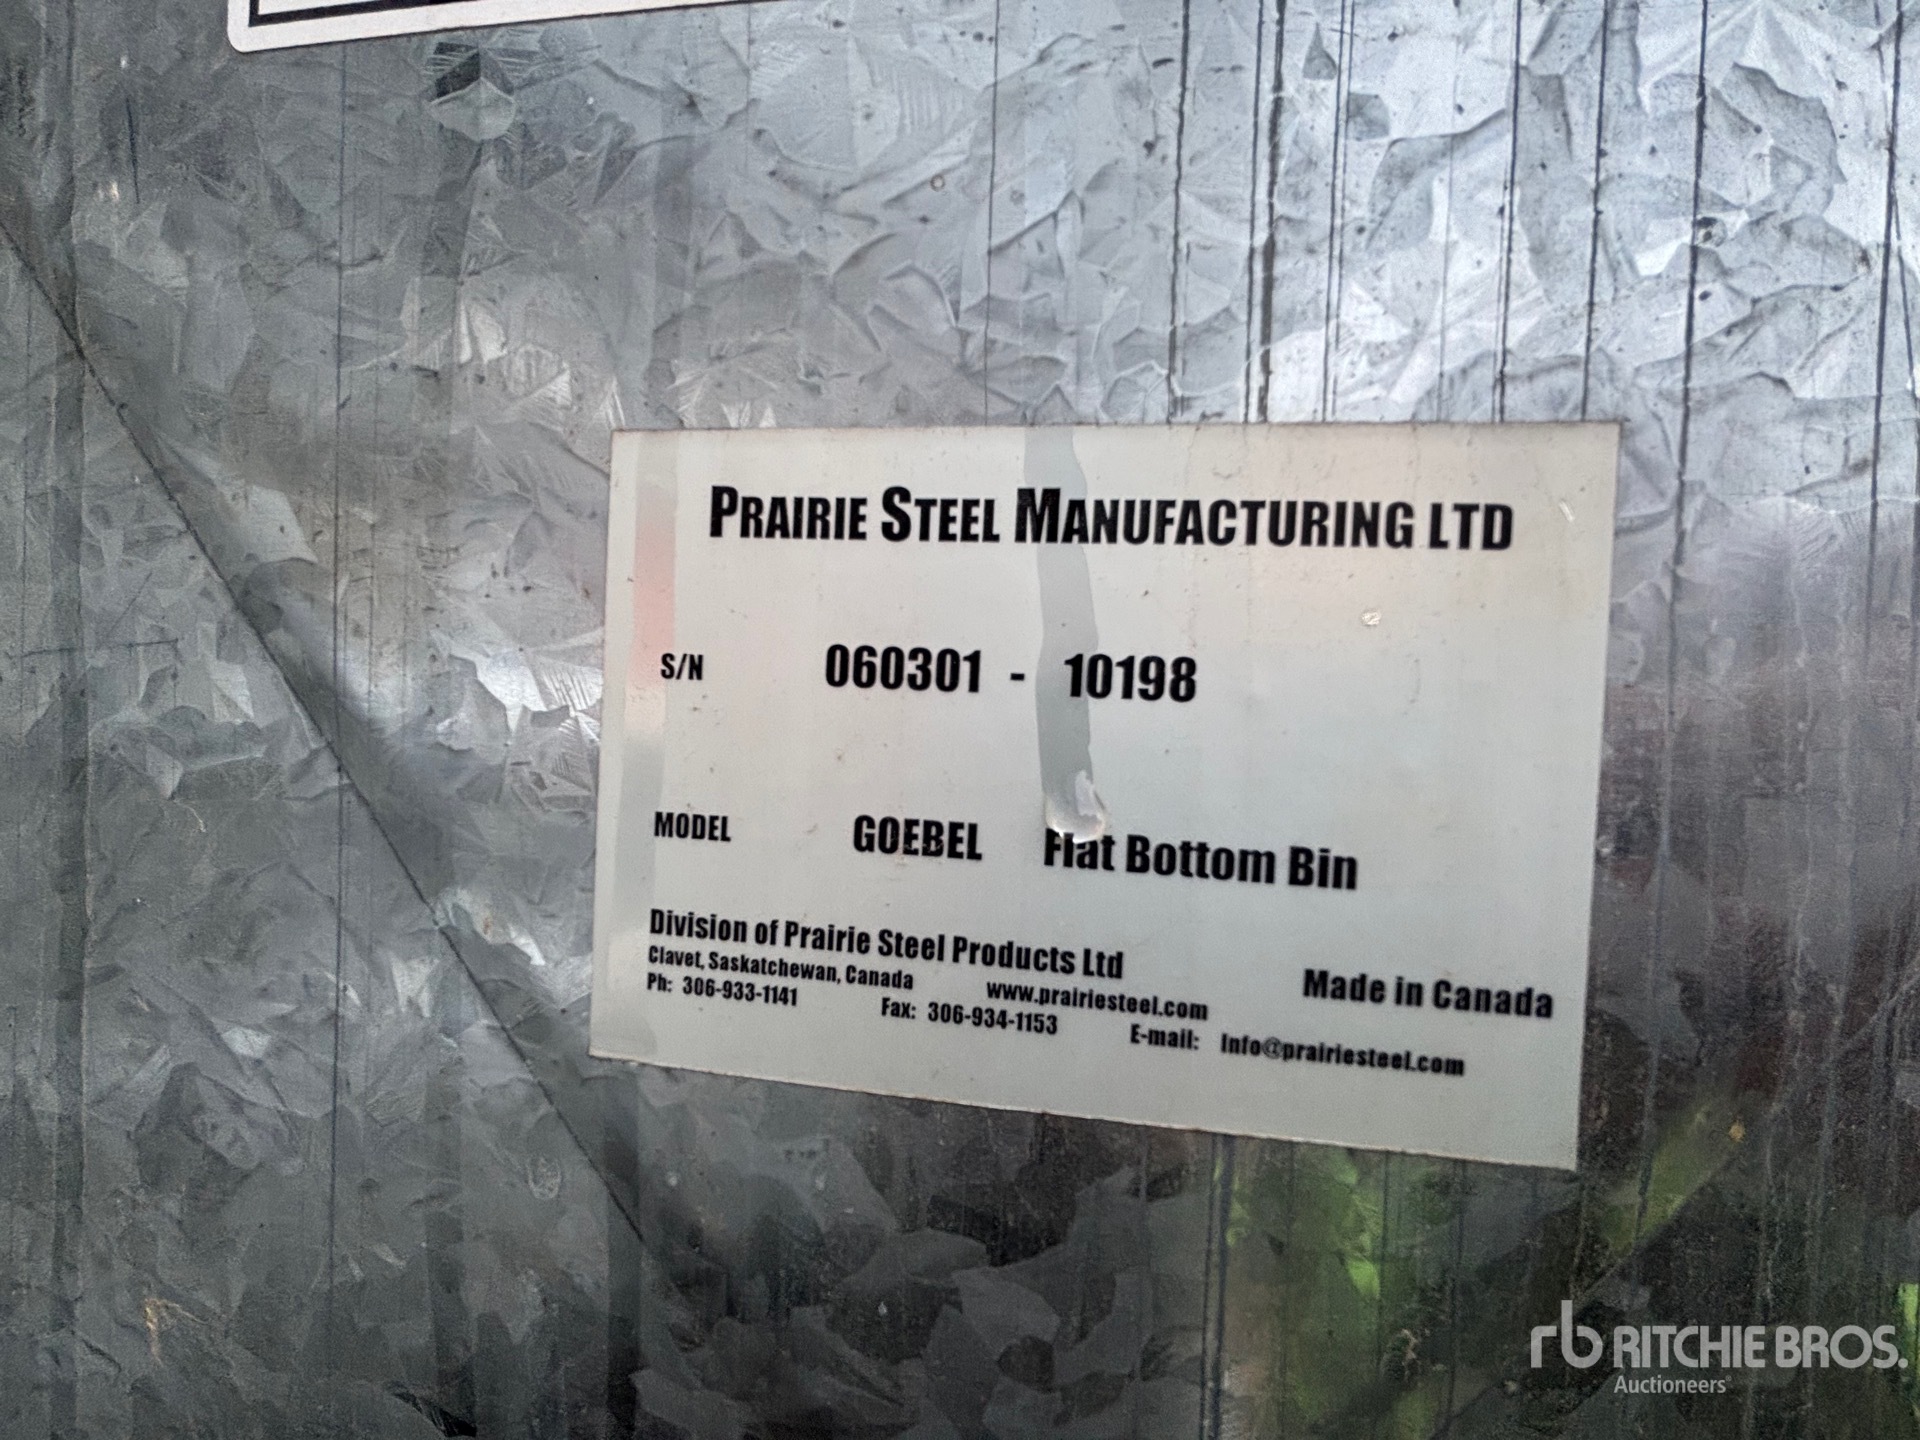 PRAIRIE STEEL MANUFACTURING LTD
S/N 060301 - 10198
MODEL GOEBEL Flat Bottom Bin
Division of Prairie Steel Products Ltd
Clavet, Saskatchewan, Canada www.prairiesteel.com Made in Canada
Ph: 306-933-1141 Fax: 306-934-1153 E-mail: Info@prairiesteel.com
rb RITCHIE BROS.
Auctioneers